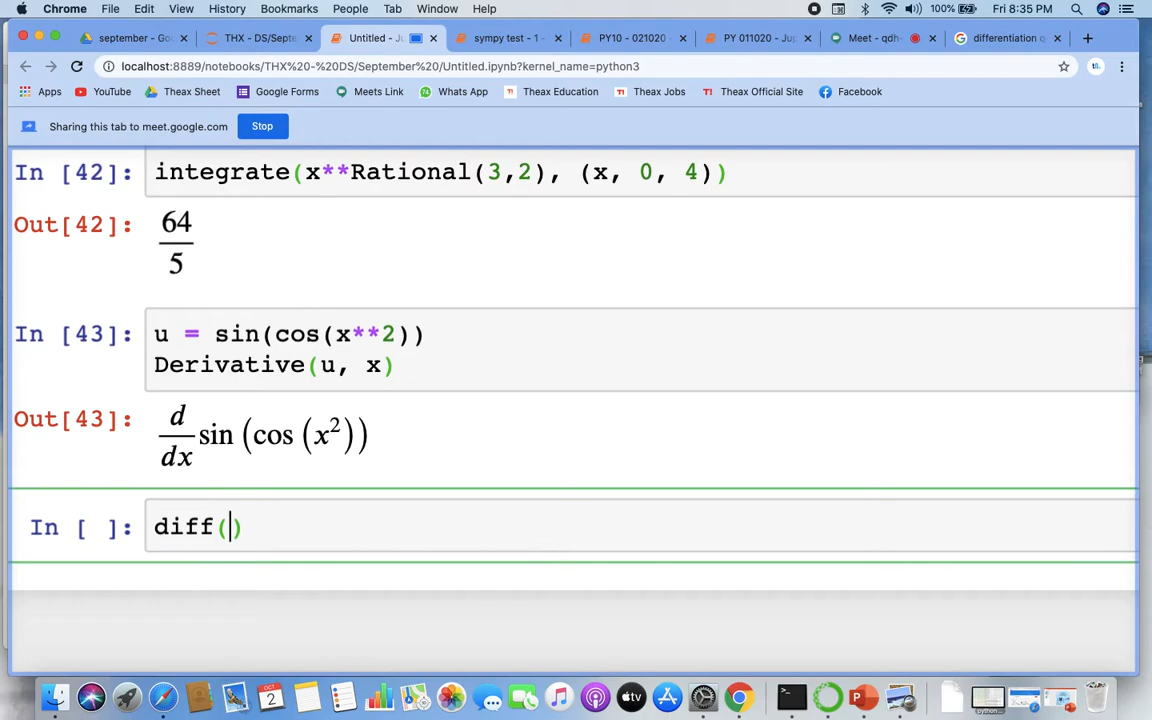 Chrome File Edit View History Bookmarks People Tab Window Help 100% Fri 8:35 PM
september - Go THX - DS/Septe Untitled - Ju sympy test - 1 - PY10 - 021020 - PY 011020 - Jup Meet - qdh- differentiation q
localhost:8889/notebooks/THX%20-%20DS/September%20/Untitled.ipynb?kernel_name=python3
Apps YouTube Theax Sheet Google Forms Meets Link Whats App Theax Education Theax Jobs Theax Official Site Facebook
Sharing this tab to meet.google.com Stop
In [42]: integrate(x**Rational(3,2), (x, 0, 4))
Out[42]: 64
5
In [43]: u = sin(cos(x**2))
Derivative(u, x)
Out[43]: d/dx sin (cos (x²))
In [ ]: diff()